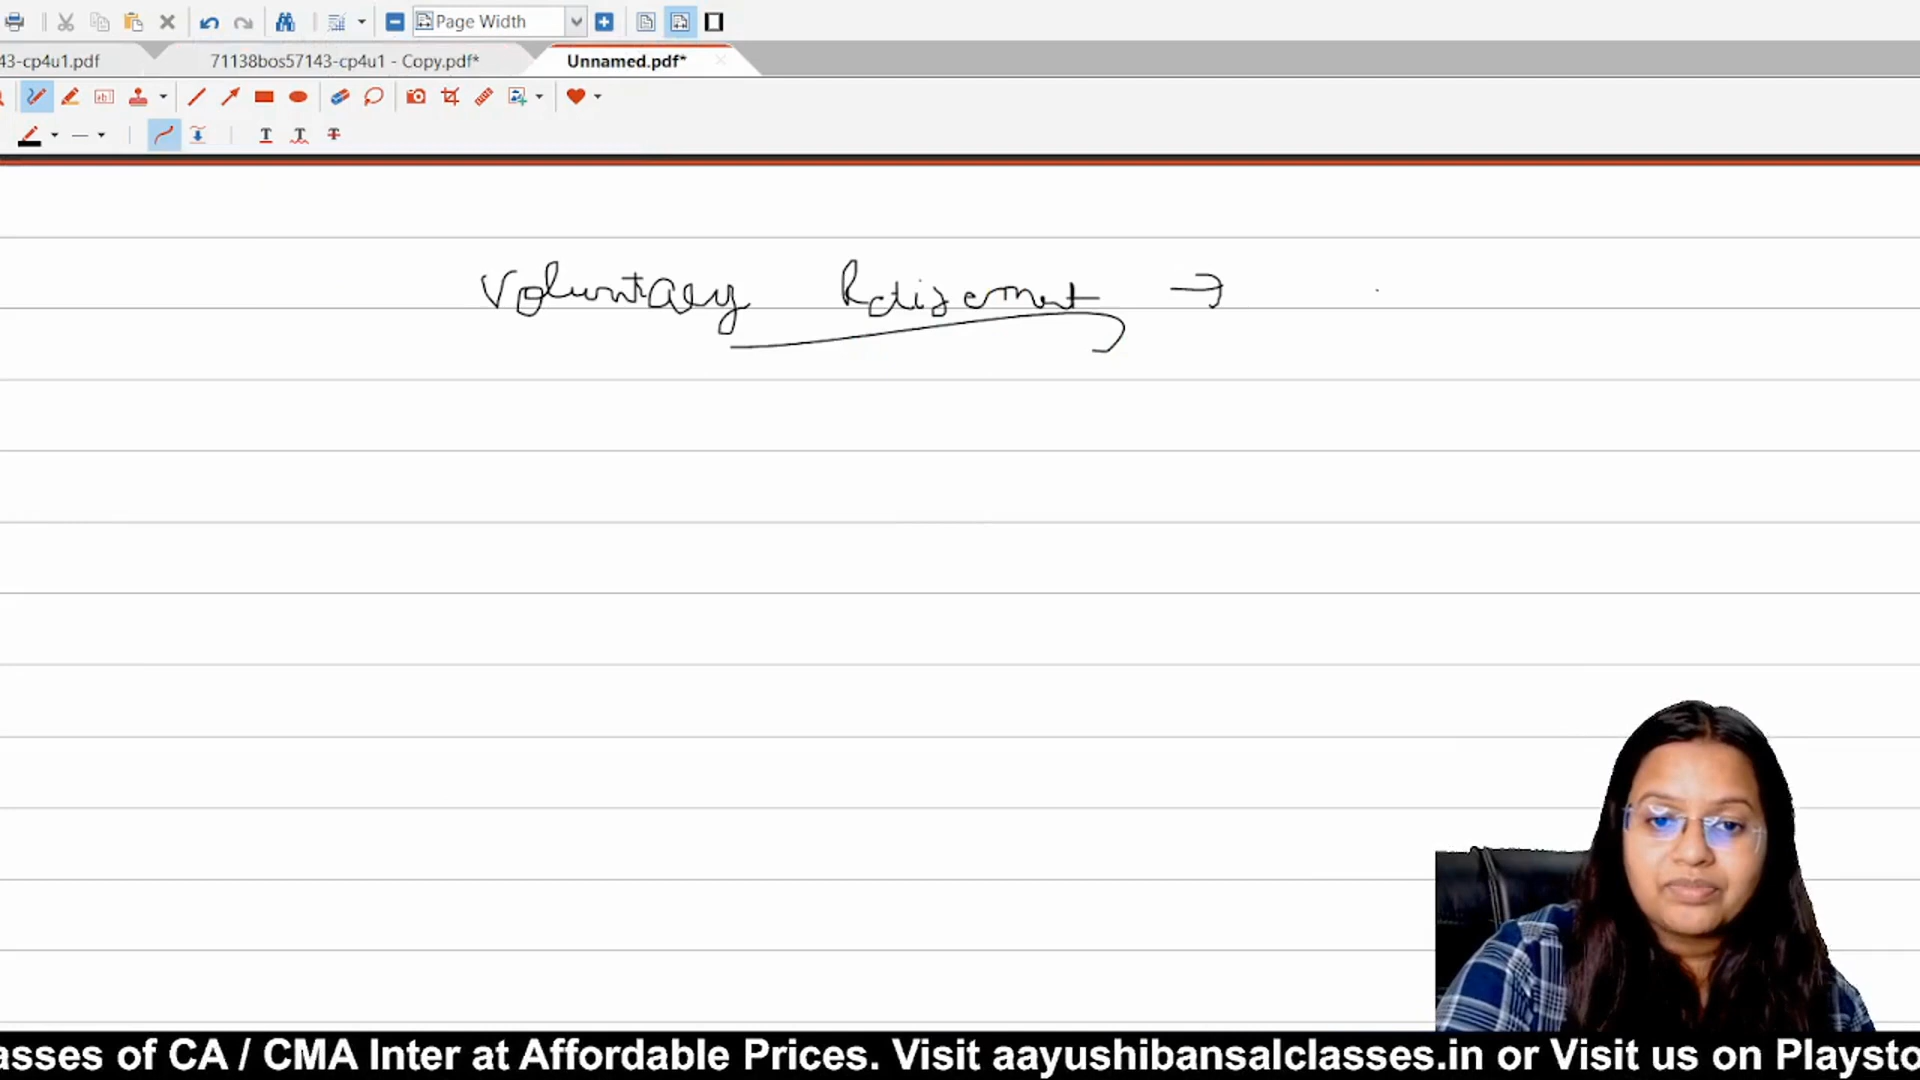 Page Width
43-cp4u1.pdf
71138bos57143-cp4u1 - Copy.pdf*
Unnamed.pdf*
Voluntary Retirement →
asses of CA / CMA Inter at Affordable Prices. Visit aayushibansalclasses.in or Visit us on Playsto